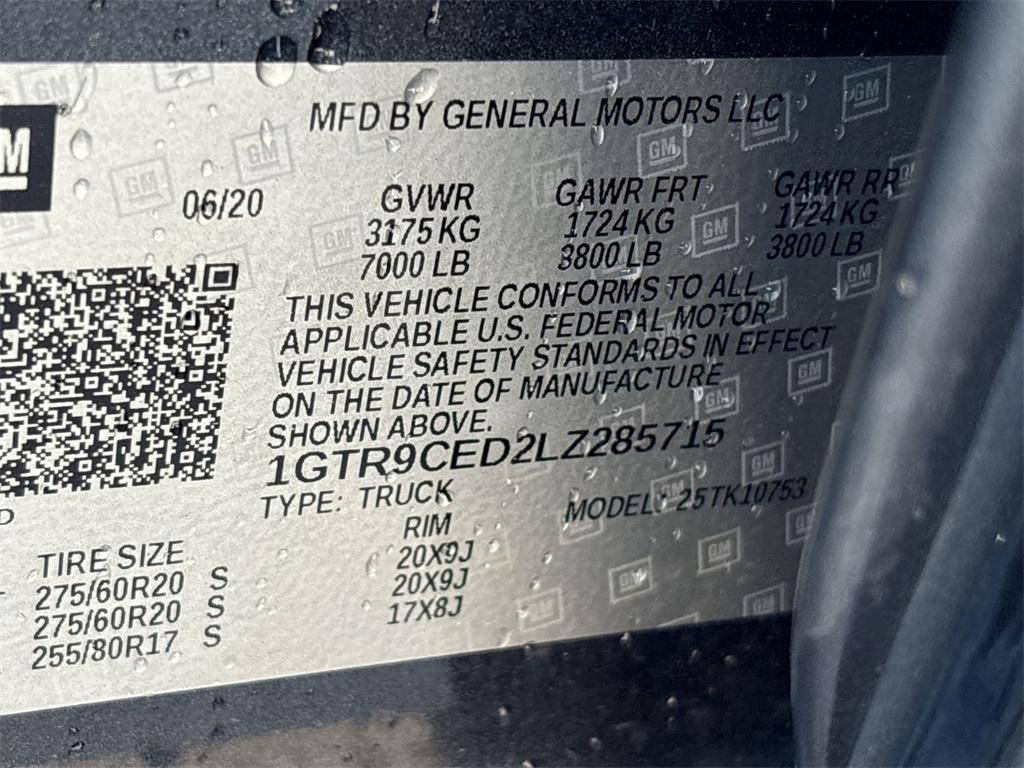 GM
MFD BY GENERAL MOTORS LLC
06/20 GVWR GAWR FRT GAWR RR
3175 KG 1724 KG 1724 KG
7000 LB 3800 LB 3800 LB
THIS VEHICLE CONFORMS TO ALL
APPLICABLE U.S. FEDERAL MOTOR
VEHICLE SAFETY STANDARDS IN EFFECT
ON THE DATE OF MANUFACTURE
SHOWN ABOVE.
1GTR9CED2LZ285715
TYPE: TRUCK MODEL: 25TK10753
TIRE SIZE RIM
275/60R20 S 20X9J
275/60R20 S 20X9J
255/80R17 S 17X8J